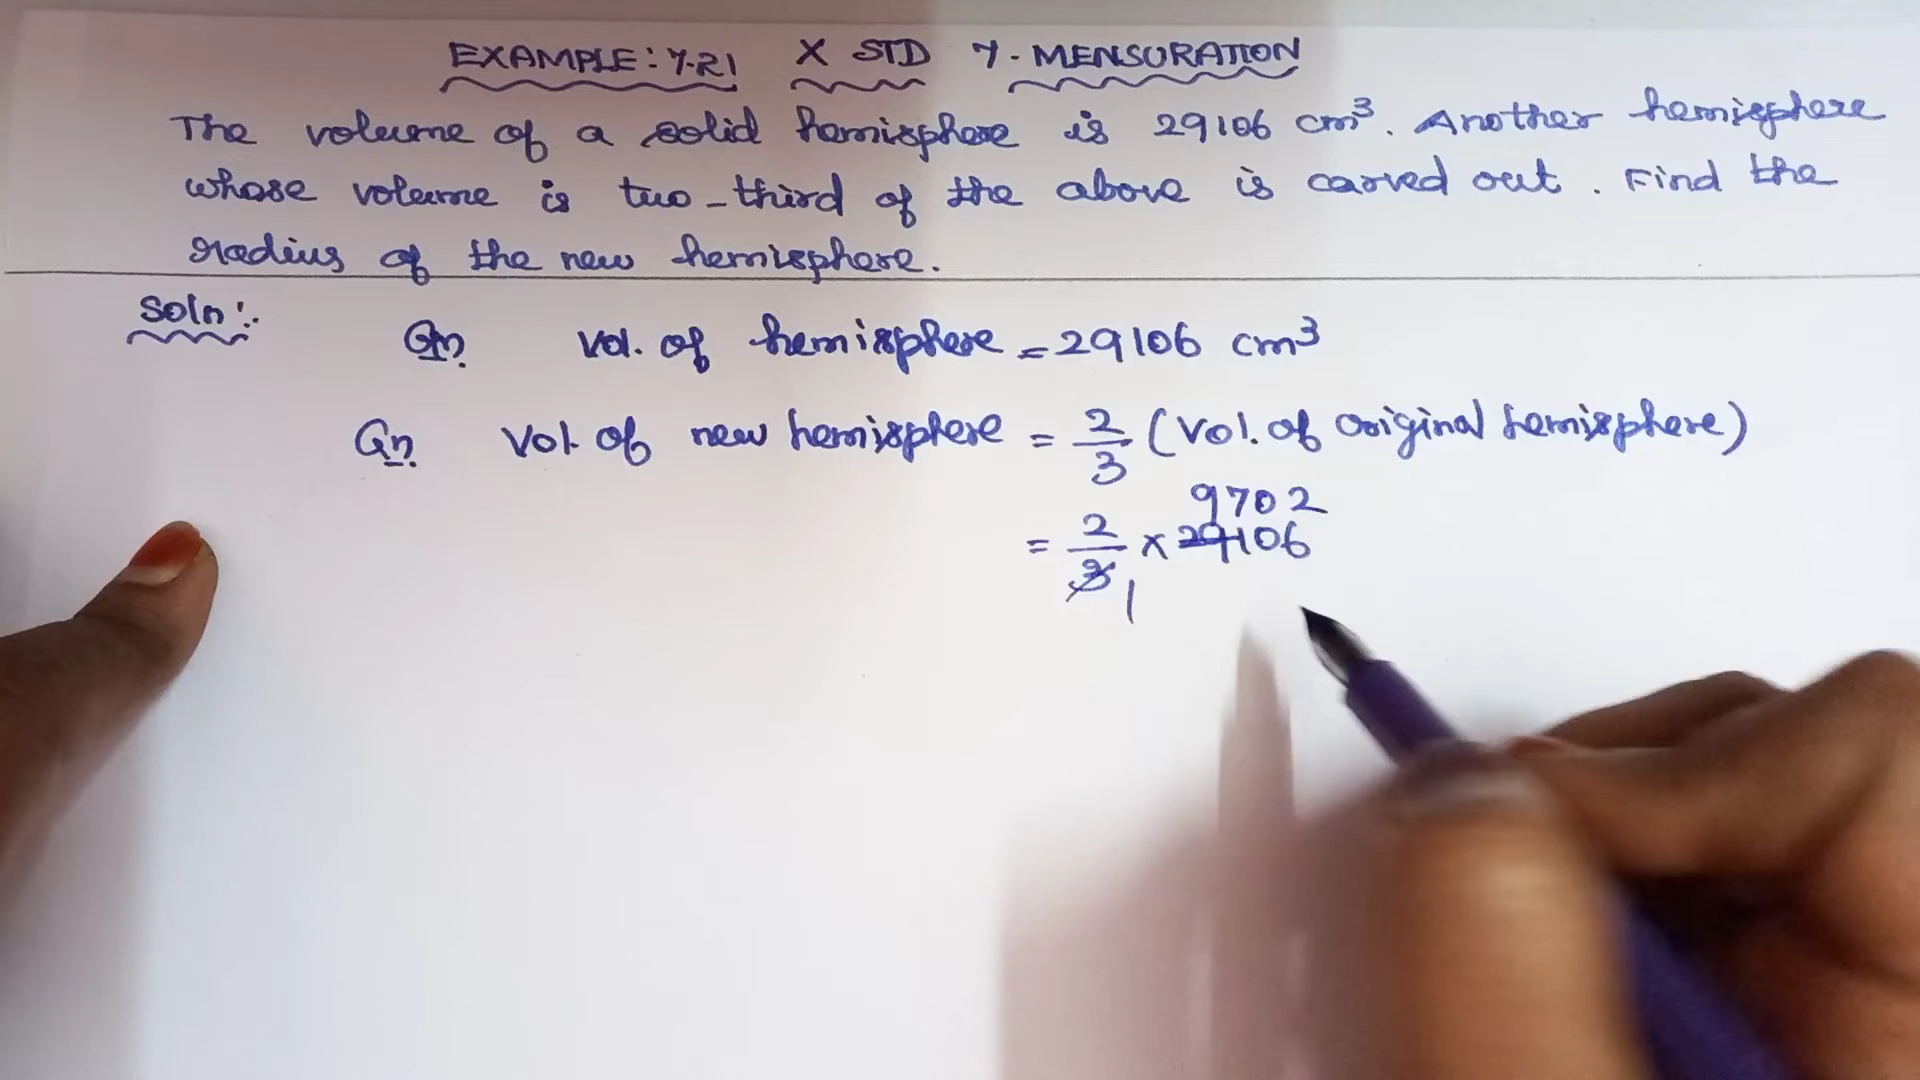 EXAMPLE: 7.21 X STD 7. MENSURATION
The volume of a solid hemisphere is 29106 cm³. Another hemisphere
whose volume is two-third of the above is carved out. Find the
radius of the new hemisphere.
Soln:
Gn. Vol. of hemisphere = 29106 cm³
Gn. Vol. of new hemisphere = 2/3 (Vol. of original hemisphere)
9702
= 2/3 x 29106
1